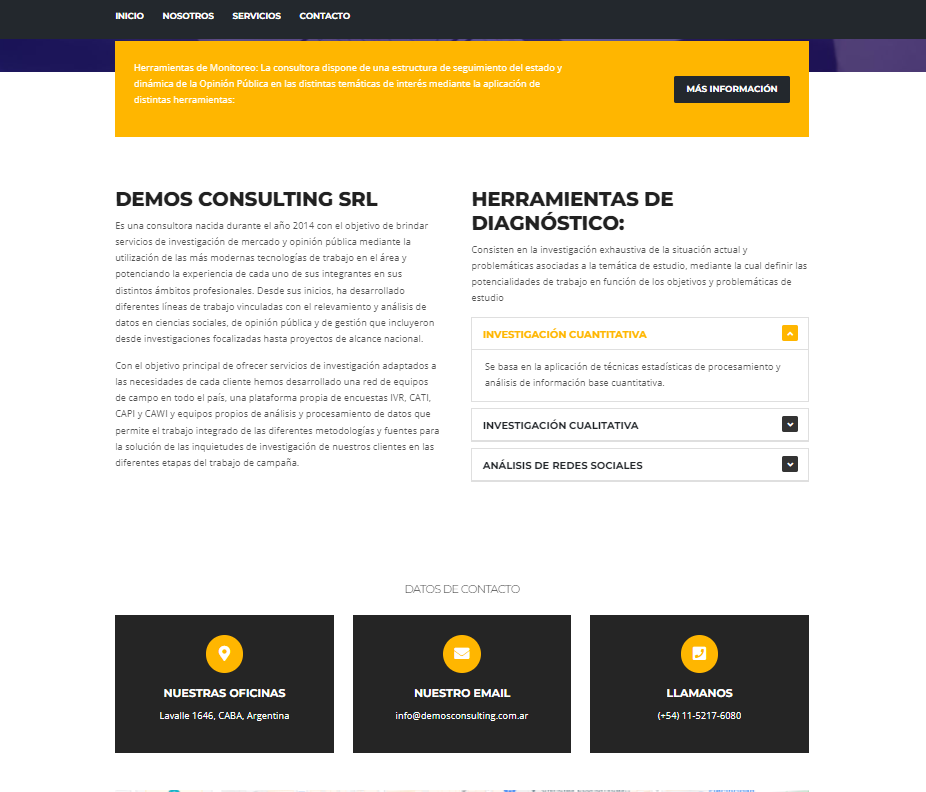 INICIO NOSOTROS SERVICIOS CONTACTO
Herramientas de Monitoreo: La consultora dispone de una estructura de seguimiento del estado y
dinámica de la Opinión Pública en las distintas temáticas de interés mediante la aplicación de
distintas herramientas:
MÁS INFORMACIÓN
DEMOS CONSULTING SRL
Es una consultora nacida durante el año 2014 con el objetivo de brindar
servicios de investigación de mercado y opinión pública mediante la
utilización de las más modernas tecnologías de trabajo en el área y
potenciando la experiencia de cada uno de sus integrantes en sus
distintos ámbitos profesionales. Desde sus inicios, ha desarrollado
diferentes líneas de trabajo vinculadas con el relevamiento y análisis de
datos en ciencias sociales, de opinión pública y de gestión que incluyeron
desde investigaciones focalizadas hasta proyectos de alcance nacional.
Con el objetivo principal de ofrecer servicios de investigación adaptados a
las necesidades de cada cliente hemos desarrollado una red de equipos
de campo en todo el país, una plataforma propia de encuestas IVR, CATI,
CAPI y CAWI y equipos propios de análisis y procesamiento de datos que
permite el trabajo integrado de las diferentes metodologías y fuentes para
la solución de las inquietudes de investigación de nuestros clientes en las
diferentes etapas del trabajo de campaña.
HERRAMIENTAS DE
DIAGNÓSTICO:
Consisten en la investigación exhaustiva de la situación actual y
problemáticas asociadas a la temática de estudio, mediante la cual definir las
potencialidades de trabajo en función de los objetivos y problemáticas de
estudio
INVESTIGACIÓN CUANTITATIVA
Se basa en la aplicación de técnicas estadísticas de procesamiento y
análisis de información base cuantitativa.
INVESTIGACIÓN CUALITATIVA
ANÁLISIS DE REDES SOCIALES
DATOS DE CONTACTO
NUESTRAS OFICINAS
Lavalle 1646, CABA, Argentina
NUESTRO EMAIL
info@demosconsulting.com.ar
LLAMANOS
(+54) 11-5217-6080